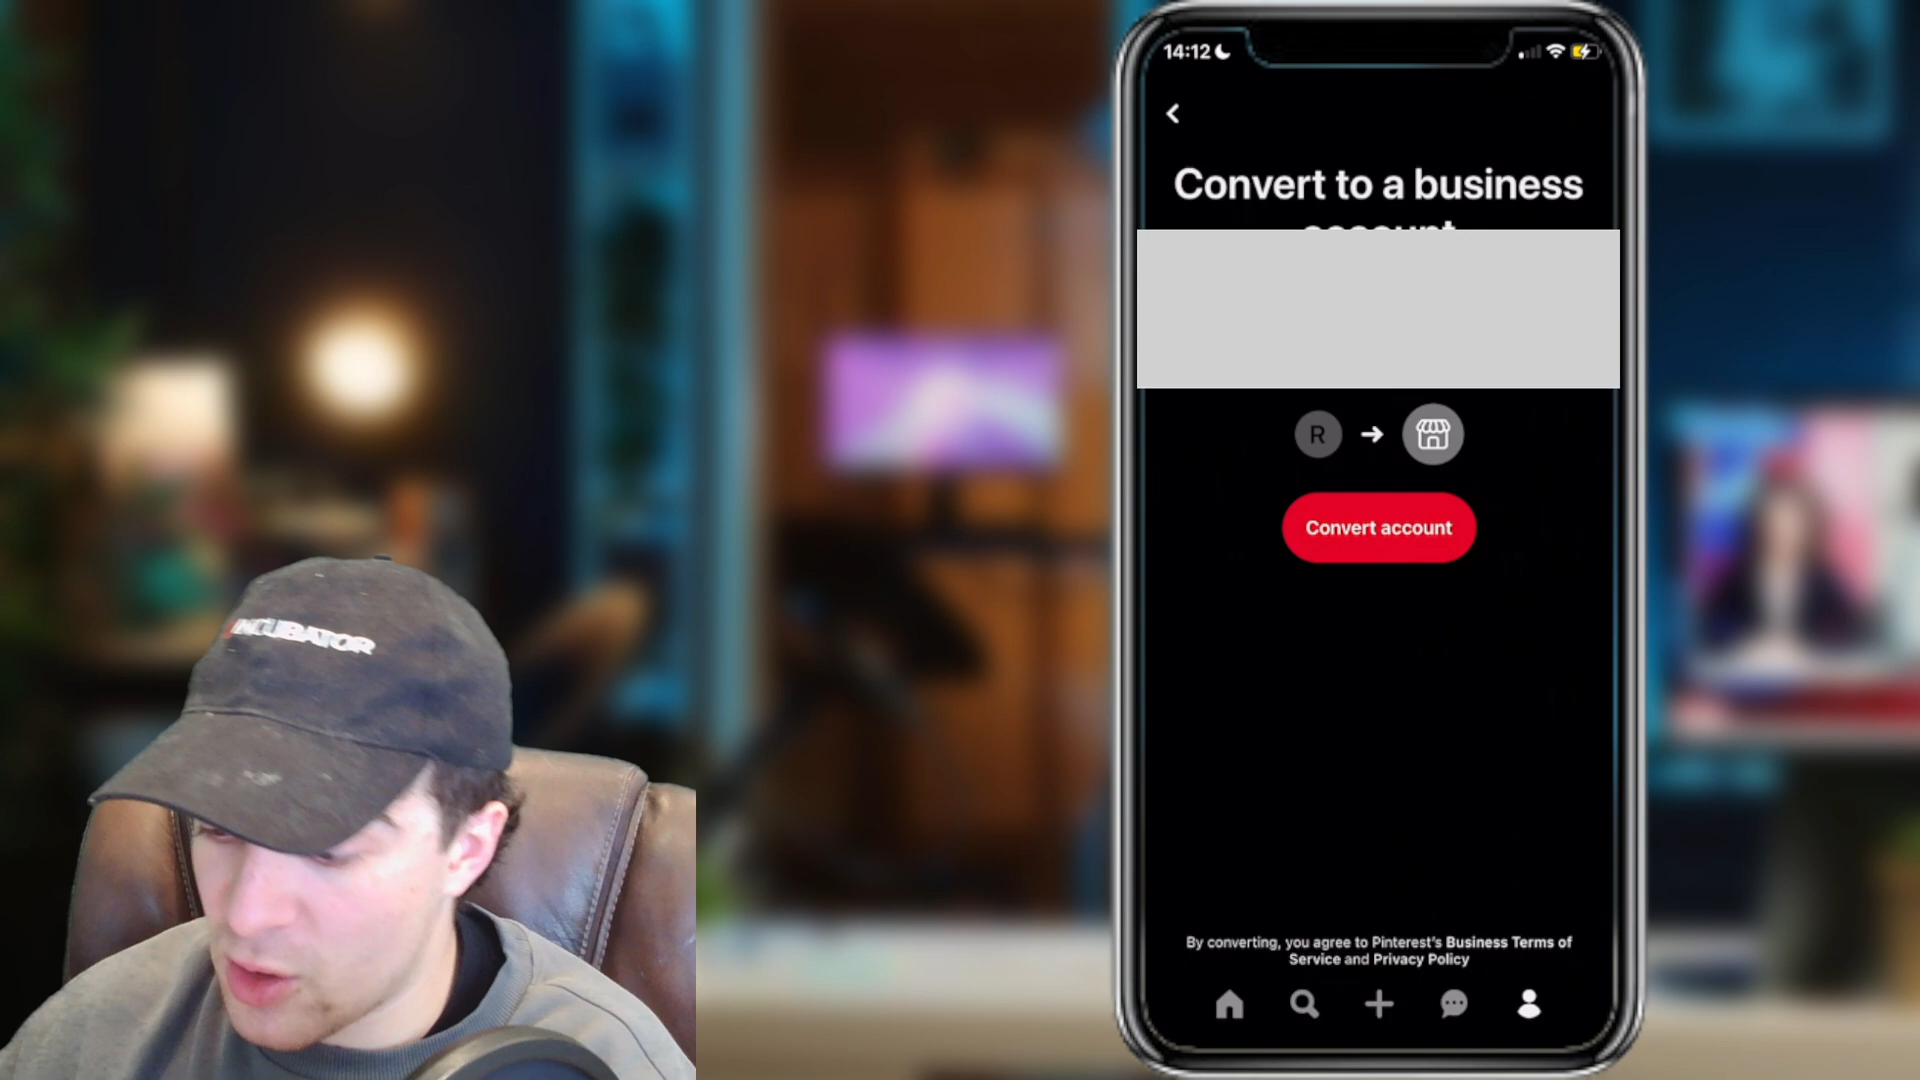 14:12
Convert to a business
R
Convert account
By converting, you agree to Pinterest's Business Terms of
Service and Privacy Policy
INCUBATOR